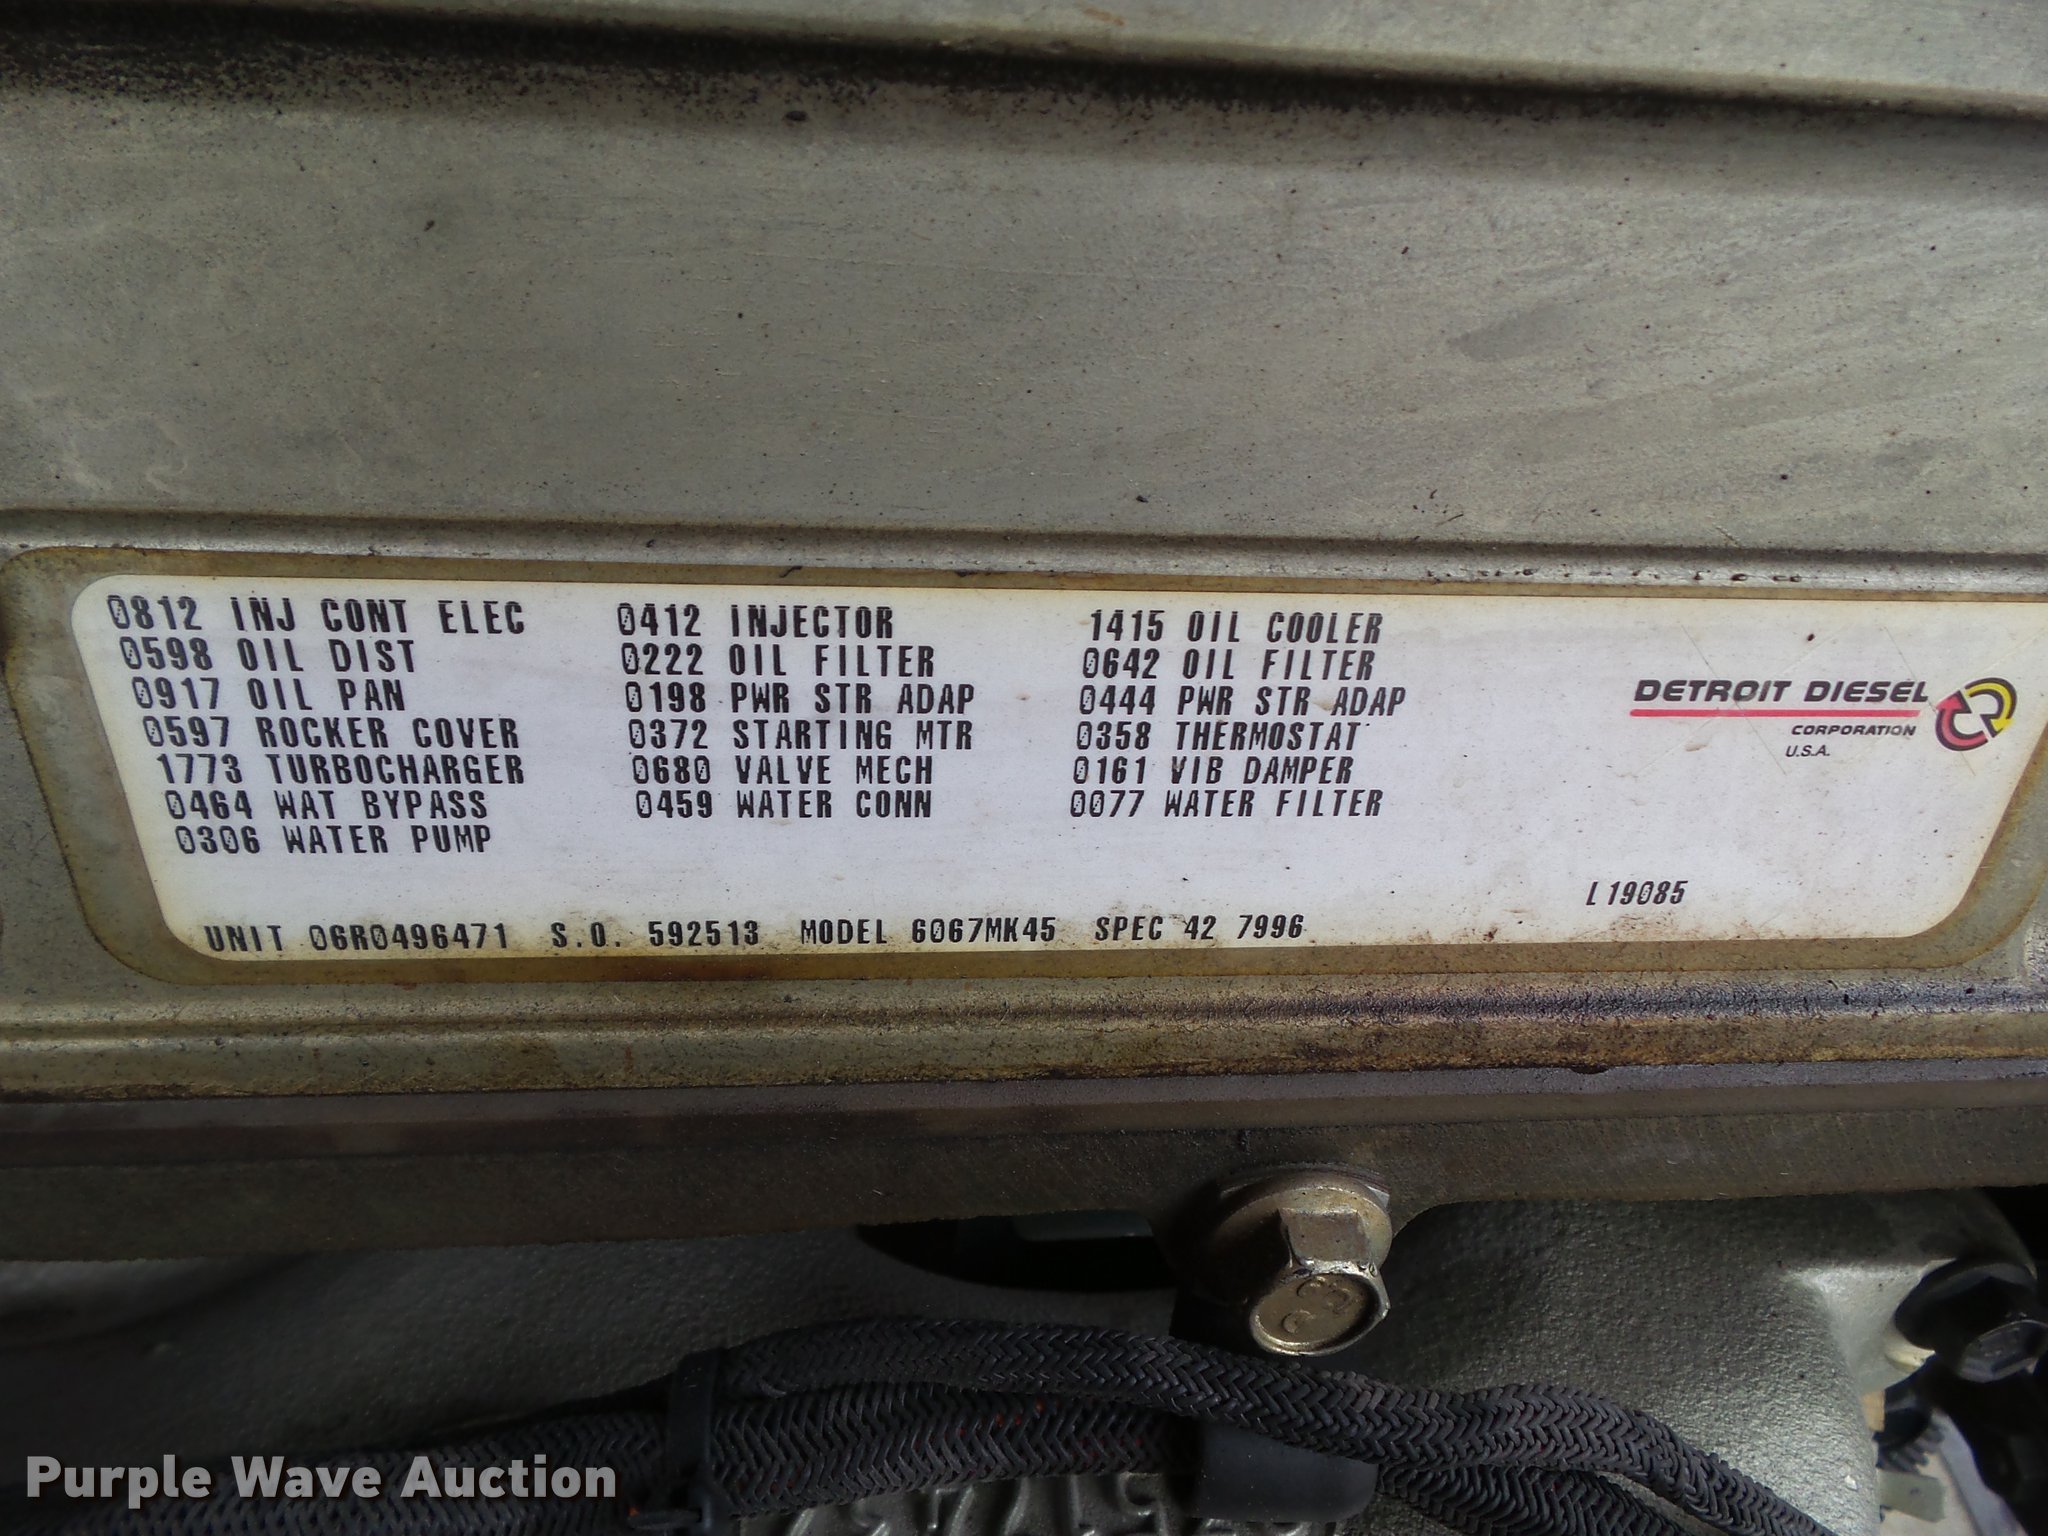 0812 INJ CONT ELEC 0412 INJECTOR 1415 OIL COOLER
0598 OIL DIST 0222 OIL FILTER 0642 OIL FILTER
0917 OIL PAN 0198 PWR STR ADAP 0444 PWR STR ADAP
0597 ROCKER COVER 0372 STARTING MTR 0358 THERMOSTAT
1773 TURBOCHARGER 0680 VALVE MECH 0161 VIB DAMPER
0464 WAT BYPASS 0459 WATER CONN 0077 WATER FILTER
0306 WATER PUMP
DETROIT DIESEL
CORPORATION
U.S.A.
L19085
UNIT 06R0496471 S.O. 592513 MODEL 6067MK45 SPEC 42 7996
Purple Wave Auction